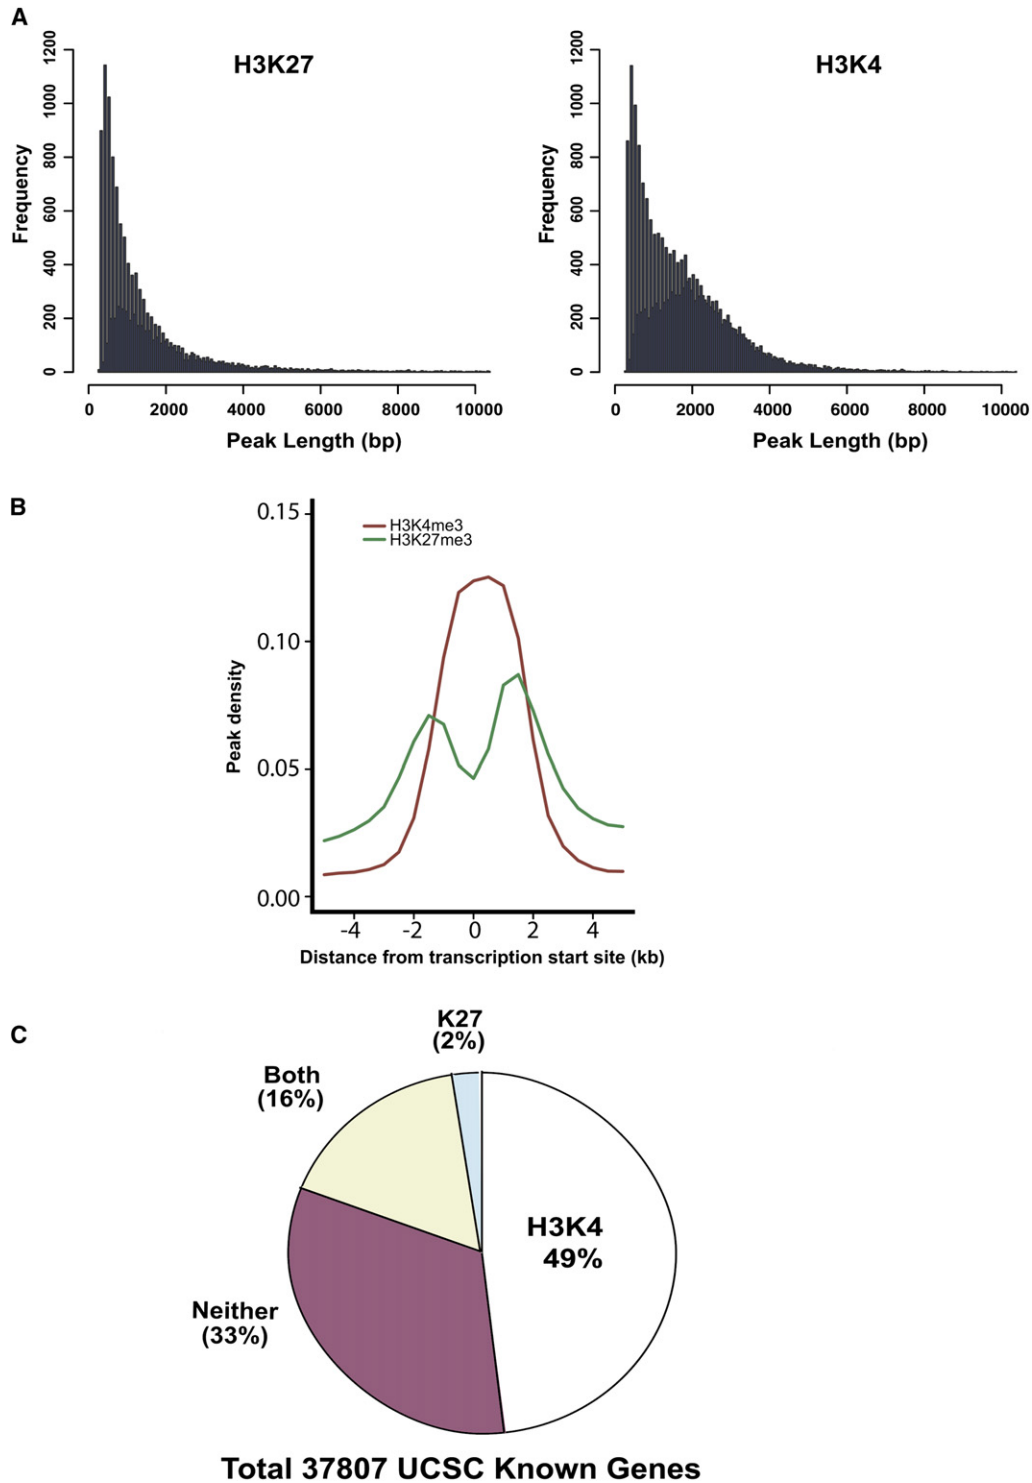 A
H3K27
Frequency
0
200
400
600
800
1000
1200
0 2000 4000 6000 8000 10000
Peak Length (bp)
H3K4
Frequency
0
200
400
600
800
1000
1200
0 2000 4000 6000 8000 10000
Peak Length (bp)
B
H3K4me3
H3K27me3
Peak density
0.15
0.10
0.05
0.00
-4 -2 0 2 4
Distance from transcription start site (kb)
C
K27
(2%)
Both
(16%)
H3K4
49%
Neither
(33%)
Total 37807 UCSC Known Genes